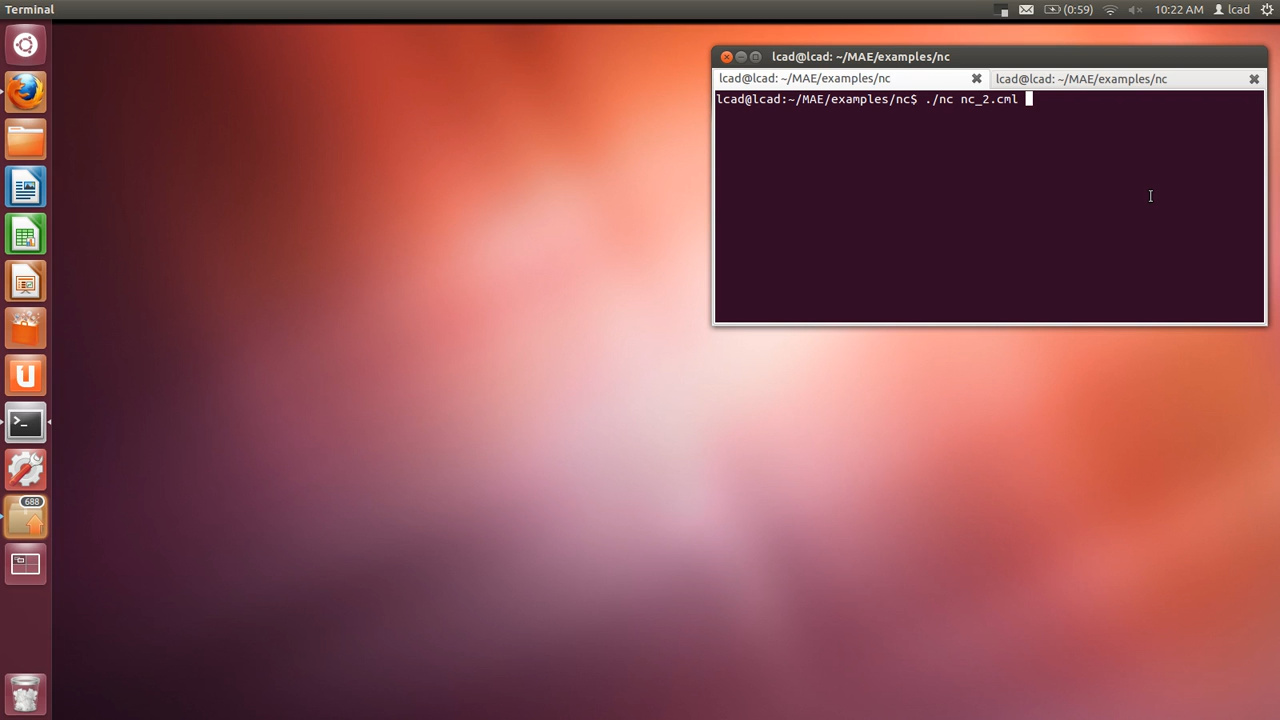 Terminal
(0:59)
10:22 AM
lcad
lcad@lcad: ~/MAE/examples/nc
lcad@lcad: ~/MAE/examples/nc
lcad@lcad: ~/MAE/examples/nc
lcad@lcad:~/MAE/examples/nc$ ./nc nc_2.cml
688